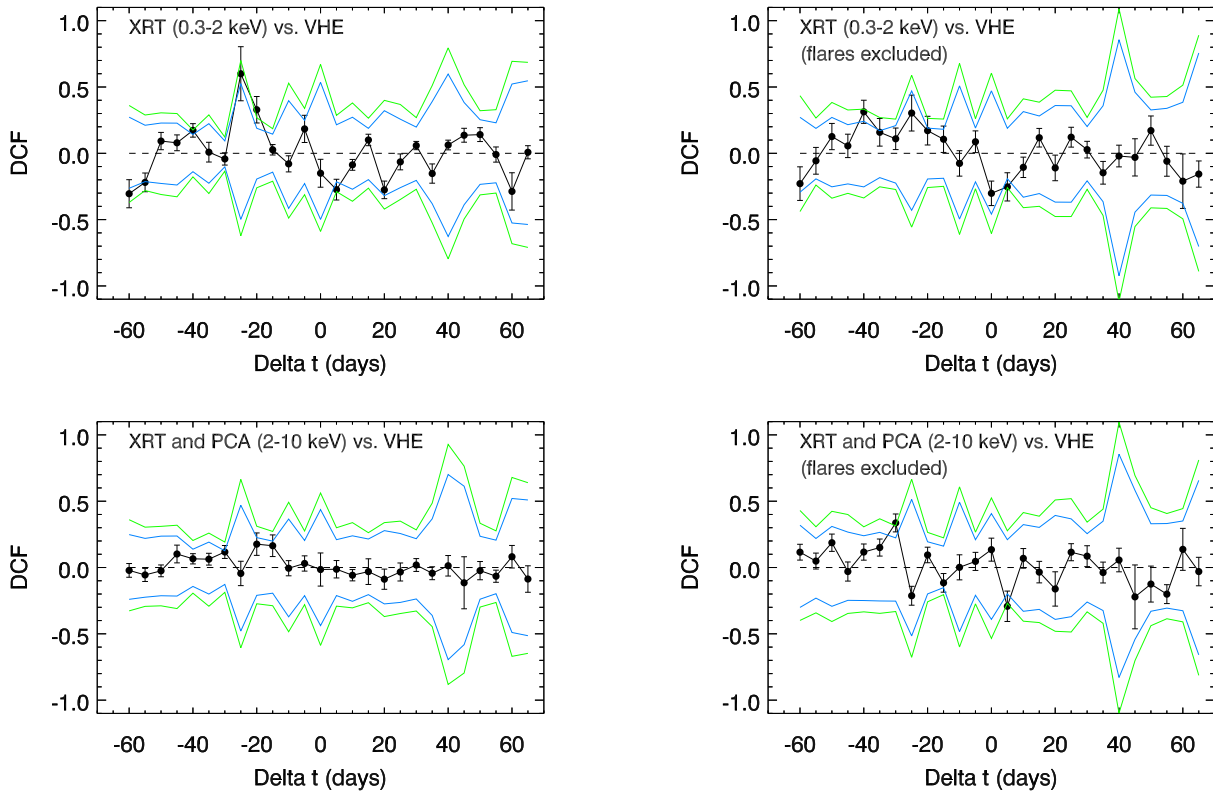 XRT (0.3-2 keV) vs. VHE
1.0
0.5
0.0
-0.5
-1.0
DCF
-60 -40 -20 0 20 40 60
Delta t (days)
XRT (0.3-2 keV) vs. VHE
(flares excluded)
1.0
0.5
0.0
-0.5
-1.0
DCF
-60 -40 -20 0 20 40 60
Delta t (days)
XRT and PCA (2-10 keV) vs. VHE
1.0
0.5
0.0
-0.5
-1.0
DCF
-60 -40 -20 0 20 40 60
Delta t (days)
XRT and PCA (2-10 keV) vs. VHE
(flares excluded)
1.0
0.5
0.0
-0.5
-1.0
DCF
-60 -40 -20 0 20 40 60
Delta t (days)